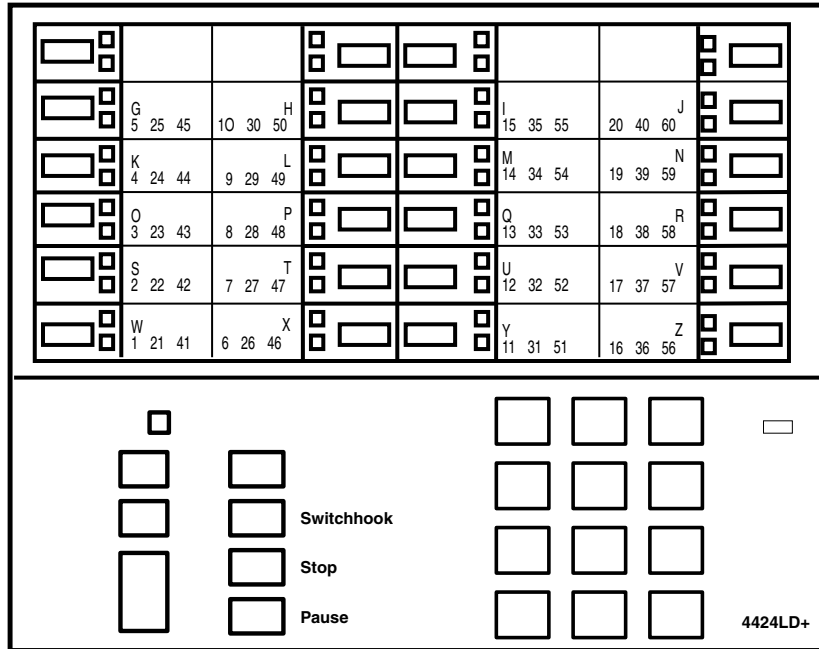 G H I J
5 25 45 10 30 50 15 35 55 20 40 60
K L M N
4 24 44 9 29 49 14 34 54 19 39 59
O P Q R
3 23 43 8 28 48 13 33 53 18 38 58
S T U V
2 22 42 7 27 47 12 32 52 17 37 57
W X Y Z
1 21 41 6 26 46 11 31 51 16 36 56
Switchhook
Stop
Pause
4424LD+